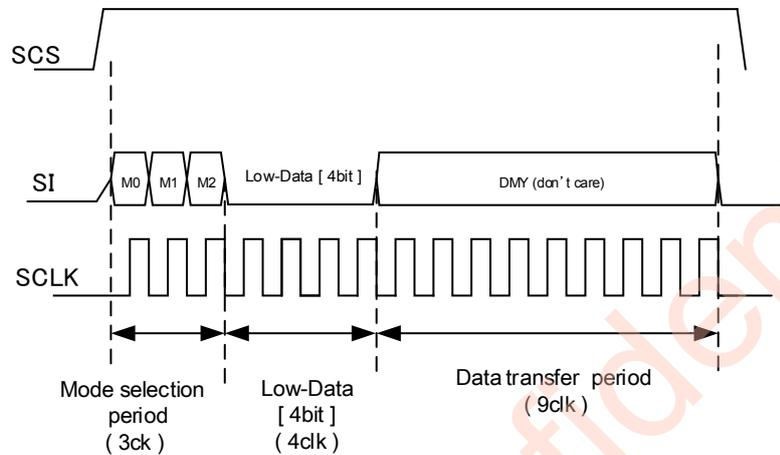 SCS
SI
M0 M1 M2 Low-Data [ 4bit ] DMY (don't care)
SCLK
Mode selection
period
( 3ck )
Low-Data
[ 4bit ]
( 4clk )
Data transfer period
( 9clk )